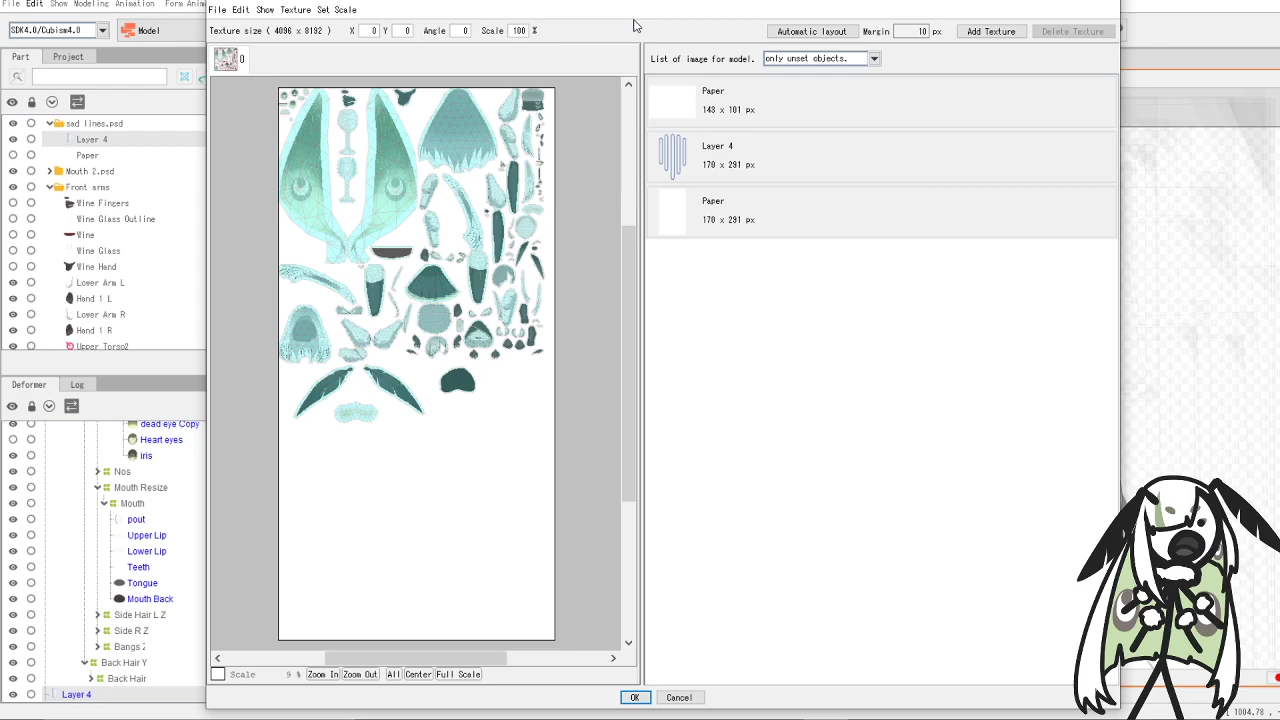 File Edit Show Modeling Animation Form Anim
SDK4.0/Cubism4.0
Model
Part Project
sad lines.psd
Layer 4
Paper
Mouth 2.psd
Front arms
Wine Fingers
Wine Glass Outline
Wine
Wine Glass
Wine Hand
Lower Arm L
Hand 1 L
Lower Arm R
Hand 1 R
Upper Torso2
Deformer Log
dead eye Copy
Heart eyes
iris
Nos
Mouth Resize
Mouth
pout
Upper Lip
Lower Lip
Teeth
Tongue
Mouth Back
Side Hair L Z
Side R Z
Bangs Z
Back Hair Y
Back Hair
Layer 4
File Edit Show Texture Set Scale
Texture size ( 4096 x 8192 ) X 0 Y 0 Angle 0 Scale 100 %
0
Scale 9 % Zoom In Zoom Out All Center Full Scale
Automatic layout Margin 10 px Add Texture Delete Texture
List of image for model. only unset objects.
Paper
143 x 101 px
Layer 4
170 x 291 px
Paper
170 x 291 px
OK Cancel
1004.78 ,